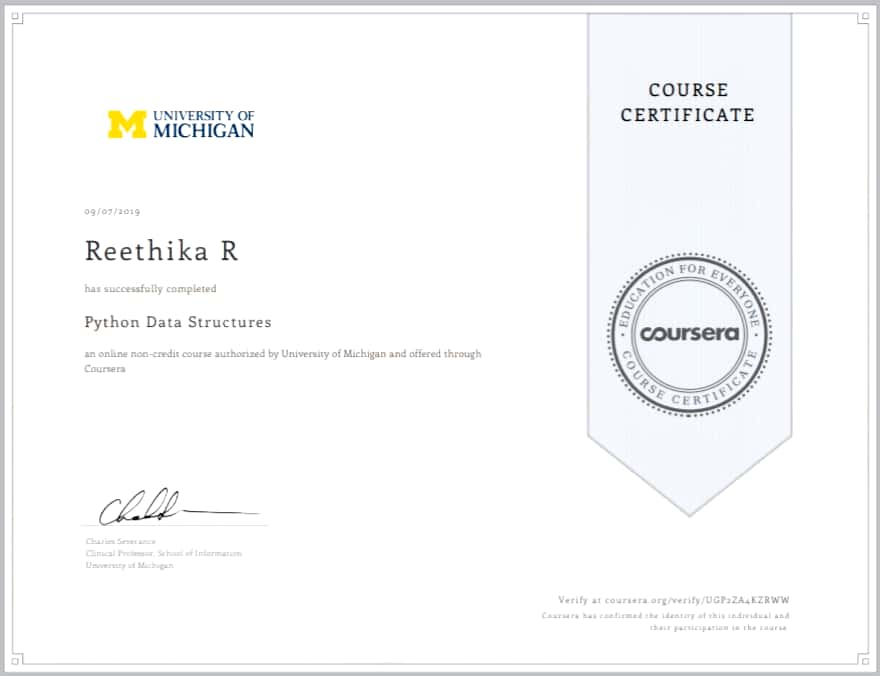 UNIVERSITY OF
MICHIGAN
COURSE
CERTIFICATE
09/07/2019
Reethika R
has successfully completed
Python Data Structures
an online non-credit course authorized by University of Michigan and offered through
Coursera
EDUCATION FOR EVERYONE
coursera
COURSE CERTIFICATE
Charles Severance
Clinical Professor, School of Information
University of Michigan
Verify at coursera.org/verify/UGP2ZA4KZRWW
Coursera has confirmed the identity of this individual and
their participation in the course.